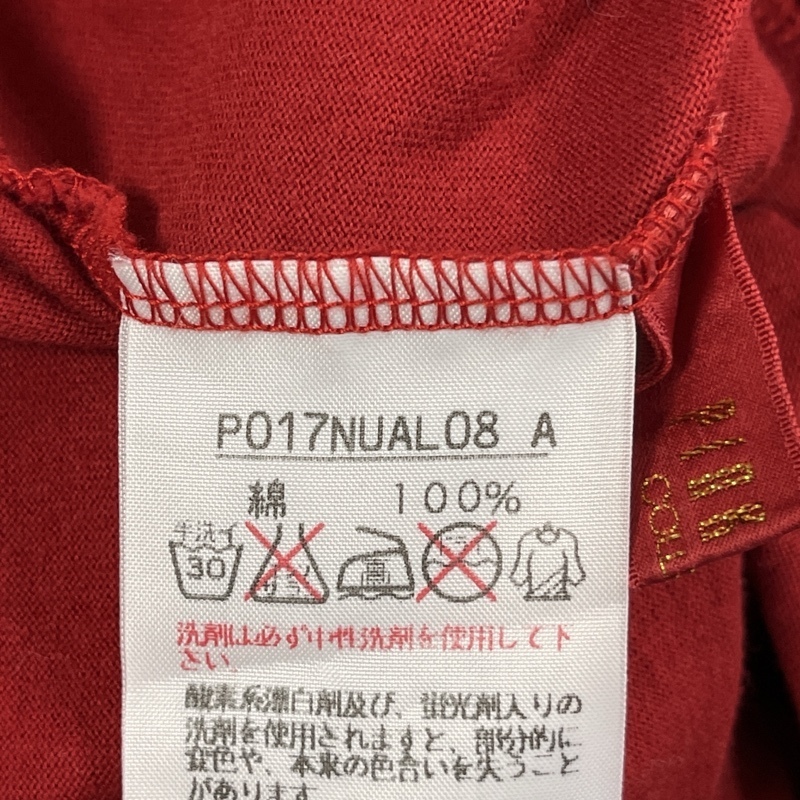 P017NUAL08 A
綿 100%
手洗イ
30
高
洗剤は必ず中性洗剤を使用して下
さい
酸素系漂白剤及び、蛍光剤入りの
洗剤を使用されますと、部分的に
変色や、本来の色合いを失うこと
があります
PINK